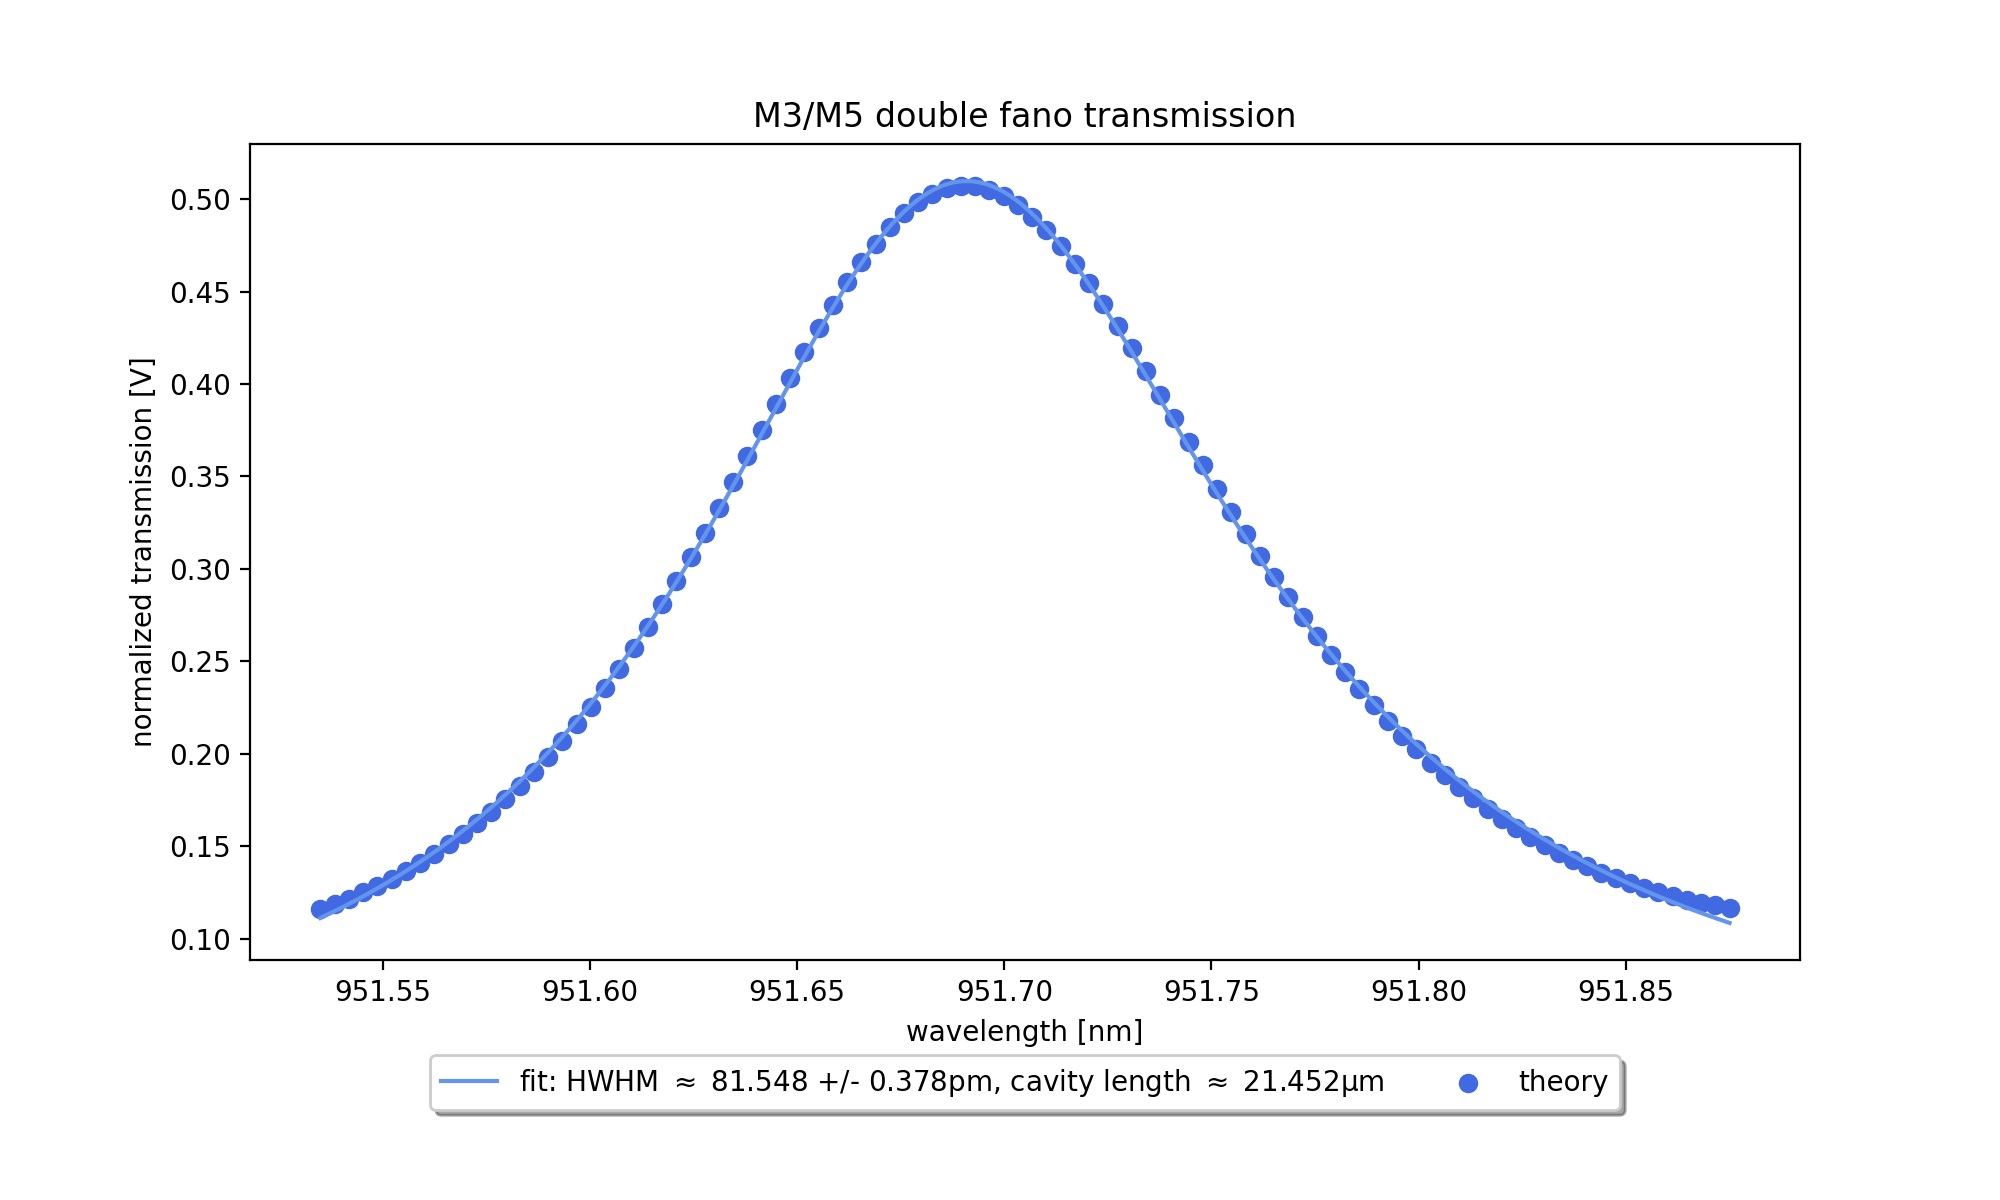 M3/M5 double fano transmission
normalized transmission [V]
0.50
0.45
0.40
0.35
0.30
0.25
0.20
0.15
0.10
951.55 951.60 951.65 951.70 951.75 951.80 951.85
wavelength [nm]
fit: HWHM ≈ 81.548 +/- 0.378pm, cavity length ≈ 21.452μm theory